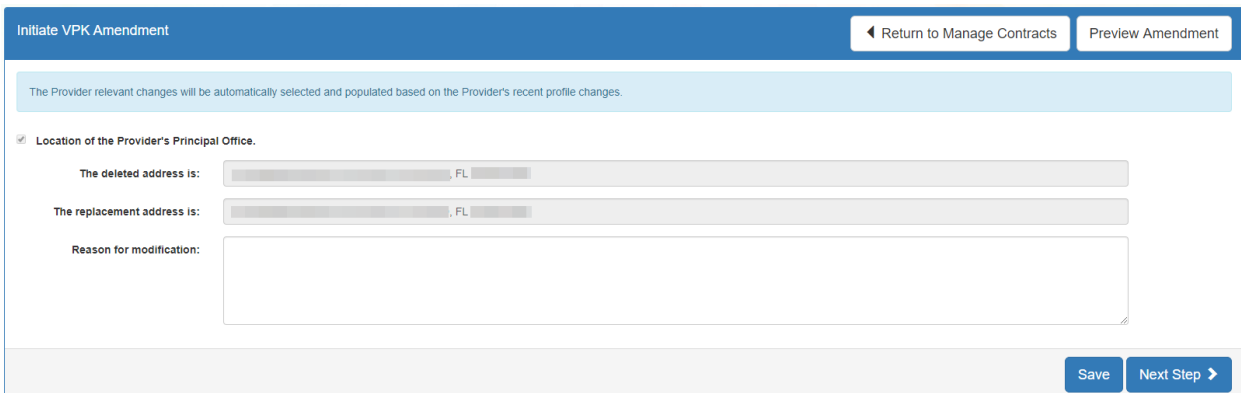 Initiate VPK Amendment
Return to Manage Contracts
Preview Amendment
The Provider relevant changes will be automatically selected and populated based on the Provider's recent profile changes.
Location of the Provider's Principal Office.
The deleted address is:
, FL
The replacement address is:
, FL
Reason for modification:
Save
Next Step